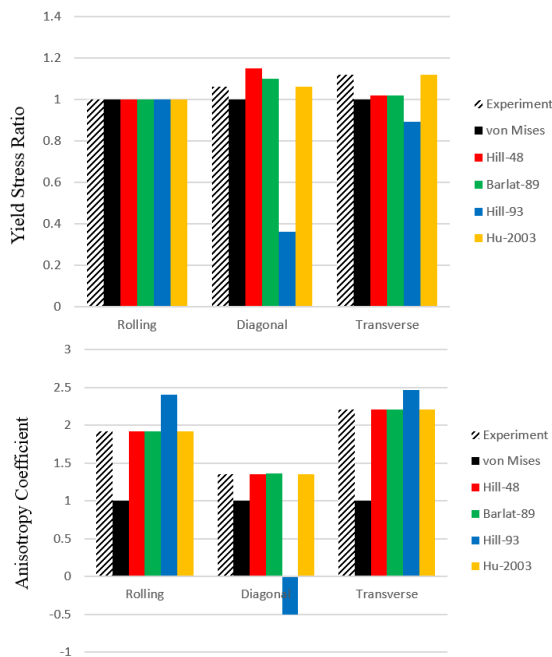 Yield Stress Ratio
1.4
1.2
1
0.8
0.6
0.4
0.2
0
Rolling Diagonal Transverse
Experiment
von Mises
Hill-48
Barlat-89
Hill-93
Hu-2003
Anisotropy Coefficient
3
2.5
2
1.5
1
0.5
0
-0.5
-1
Rolling Diagonal Transverse
Experiment
von Mises
Hill-48
Barlat-89
Hill-93
Hu-2003